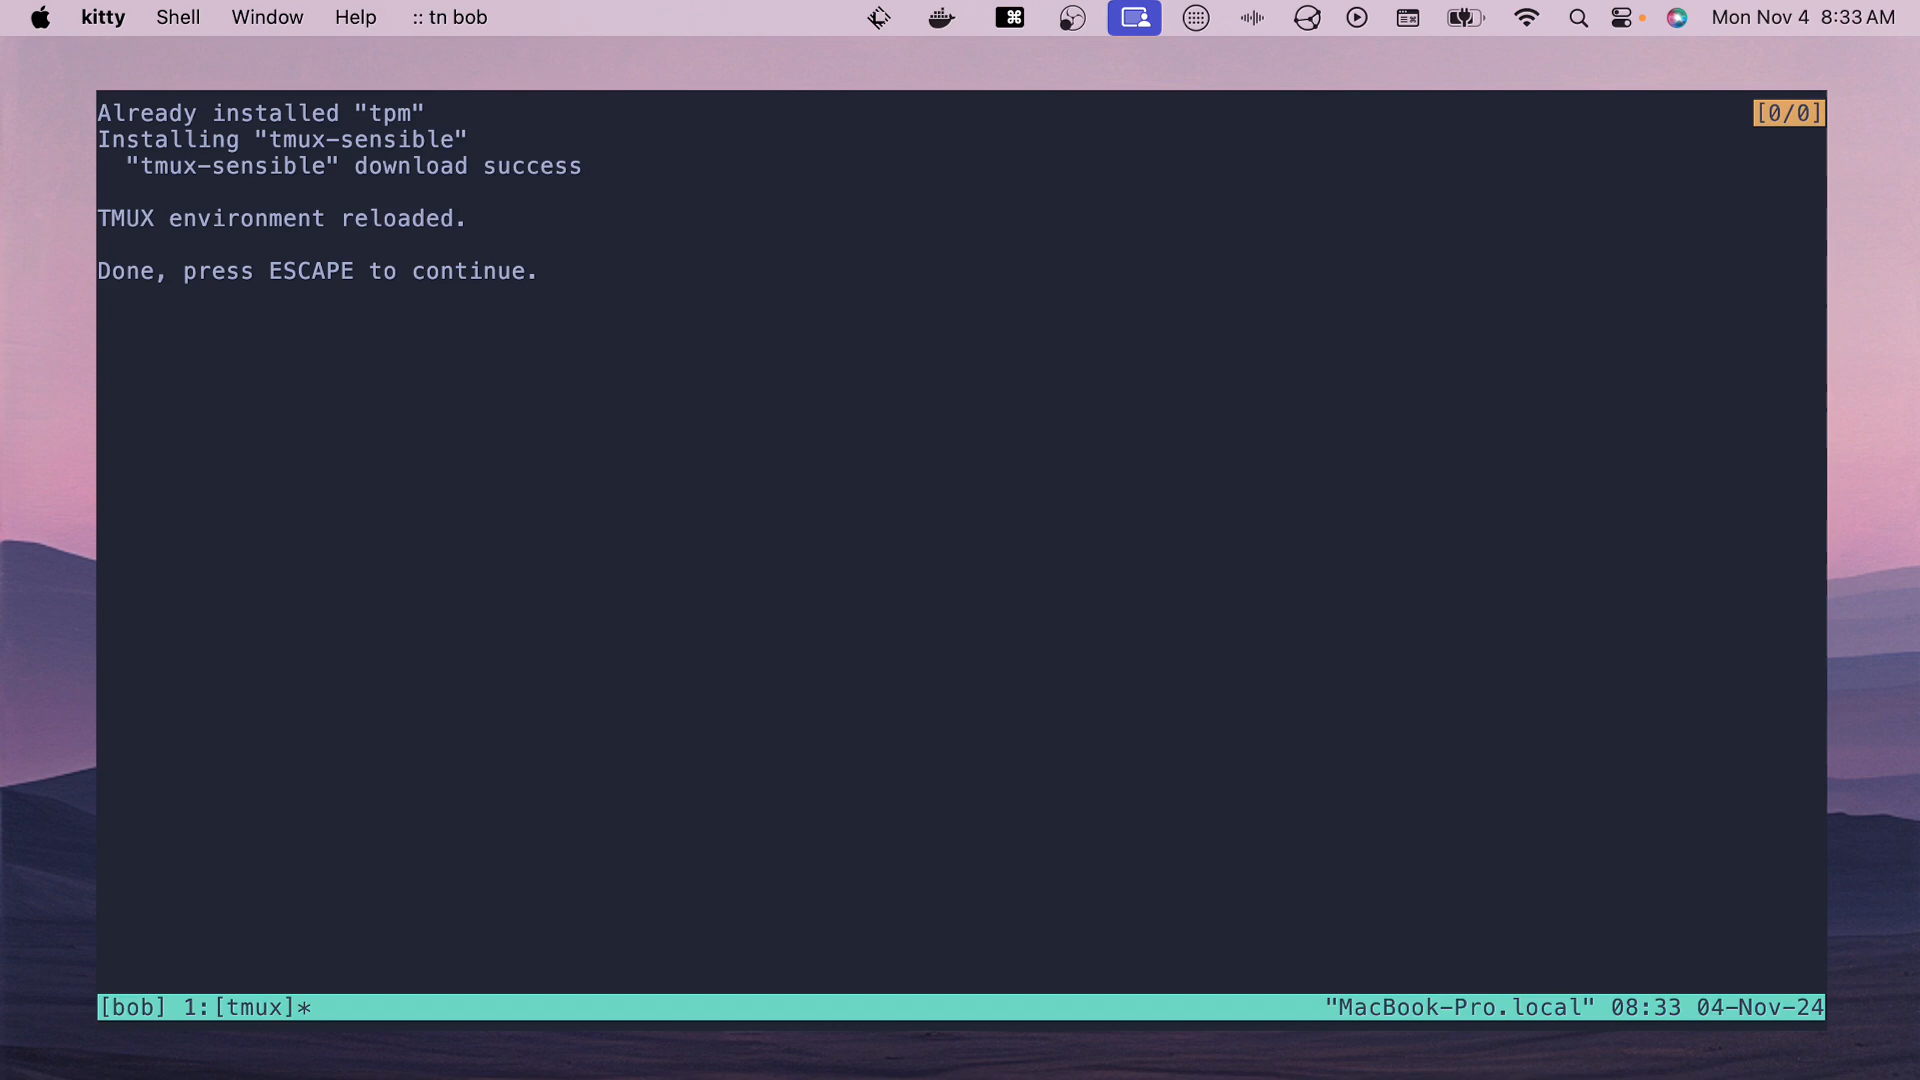 kitty Shell Window Help :: tn bob Mon Nov 4 8:33 AM
Already installed "tpm" [0/0]
Installing "tmux-sensible"
"tmux-sensible" download success
TMUX environment reloaded.
Done, press ESCAPE to continue.
[bob] 1:[tmux]* "MacBook-Pro.local" 08:33 04-Nov-24